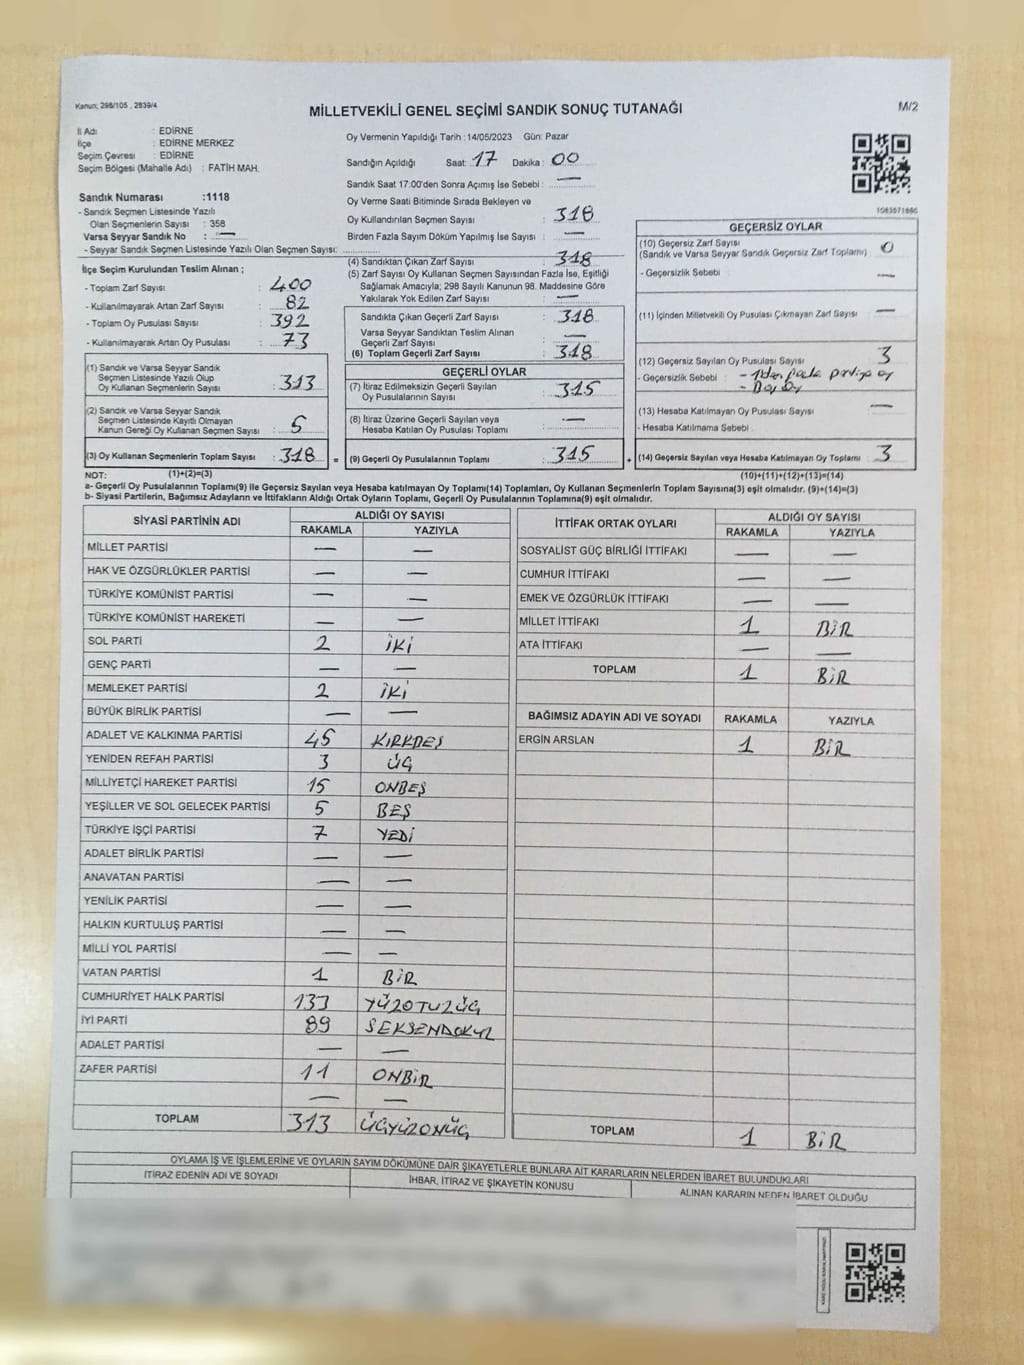 Kanun; 298/105 , 2839/4
MİLLETVEKİLİ GENEL SEÇİMİ SANDIK SONUÇ TUTANAĞI
M/2
İl Adı : EDİRNE
İlçe : EDİRNE MERKEZ
Seçim Çevresi : EDİRNE
Seçim Bölgesi (Mahalle Adı) : FATİH MAH.
Sandık Numarası :1118
- Sandık Seçmen Listesinde Yazılı
Olan Seçmenlerin Sayısı : 358
Varsa Seyyar Sandık No : —
- Seyyar Sandık Seçmen Listesinde Yazılı Olan Seçmen Sayısı:
İlçe Seçim Kurulundan Teslim Alınan ;
- Toplam Zarf Sayısı : 400
- Kullanılmayarak Artan Zarf Sayısı : 82
- Toplam Oy Pusulası Sayısı : 392
- Kullanılmayarak Artan Oy Pusulası : 73
(1) Sandık ve Varsa Seyyar Sandık
Seçmen Listesinde Yazılı Olup
Oy Kullanan Seçmenlerin Sayısı : 313
(2) Sandık ve Varsa Seyyar Sandık
Seçmen Listesinde Kayıtlı Olmayan
Kanun Gereği Oy Kullanan Seçmen Sayısı : 5
(3) Oy Kullanan Seçmenlerin Toplam Sayısı : 318 =
Oy Vermenin Yapıldığı Tarih : 14/05/2023 Gün: Pazar
Sandığın Açıldığı Saat: 17 Dakika : 00
Sandık Saat 17:00'den Sonra Açımış İse Sebebi : —
Oy Verme Saati Bitiminde Sırada Bekleyen ve
Oy Kullandırılan Seçmen Sayısı : 318
Birden Fazla Sayım Döküm Yapılmış İse Sayısı : —
(4) Sandıktan Çıkan Zarf Sayısı : 318
(5) Zarf Sayısı Oy Kullanan Seçmen Sayısından Fazla İse, Eşitliği
Sağlamak Amacıyla; 298 Sayılı Kanunun 98. Maddesine Göre
Yakılarak Yok Edilen Zarf Sayısı : —
Sandıkta Çıkan Geçerli Zarf Sayısı : 318
Varsa Seyyar Sandıktan Teslim Alınan
Geçerli Zarf Sayısı : —
(6) Toplam Geçerli Zarf Sayısı : 318
GEÇERLİ OYLAR
(7) İtiraz Edilmeksizin Geçerli Sayılan
Oy Pusulalarının Sayısı : 315
(8) İtiraz Üzerine Geçerli Sayılan veya
Hesaba Katılan Oy Pusulası Toplamı : —
(9) Geçerli Oy Pusulalarının Toplamı : 315 +
1083571686
GEÇERSİZ OYLAR
(10) Geçersiz Zarf Sayısı
(Sandık ve Varsa Seyyar Sandık Geçersiz Zarf Toplamı) : 0
- Geçersizlik Sebebi : —
(11) İçinden Milletvekili Oy Pusulası Çıkmayan Zarf Sayısı : —
(12) Geçersiz Sayılan Oy Pusulası Sayısı : 3
- Geçersizlik Sebebi : - 1'den fazla partiye oy
- Boş Oy
(13) Hesaba Katılmayan Oy Pusulası Sayısı : —
- Hesaba Katılmama Sebebi :
(14) Geçersiz Sayılan veya Hesaba Katılmayan Oy Toplamı : 3
NOT: (1)+(2)=(3)
(10)+(11)+(12)+(13)=(14)
a- Geçerli Oy Pusulalarının Toplamı(9) ile Geçersiz Sayılan veya Hesaba katılmayan Oy Toplamı(14) Toplamları, Oy Kullanan Seçmenlerin Toplam Sayısına(3) eşit olmalıdır. (9)+(14)=(3)
b- Siyasi Partilerin, Bağımsız Adayların ve İttifakların Aldığı Ortak Oyların Toplamı, Geçerli Oy Pusulalarının Toplamına(9) eşit olmalıdır.
SİYASİ PARTİNİN ADI ALDIĞI OY SAYISI
RAKAMLA YAZIYLA
MİLLET PARTİSİ — —
HAK VE ÖZGÜRLÜKLER PARTİSİ — —
TÜRKİYE KOMÜNİST PARTİSİ — —
TÜRKİYE KOMÜNİST HAREKETİ — —
SOL PARTİ 2 İKİ
GENÇ PARTİ — —
MEMLEKET PARTİSİ 2 İKİ
BÜYÜK BİRLİK PARTİSİ — —
ADALET VE KALKINMA PARTİSİ 45 KIRKBEŞ
YENİDEN REFAH PARTİSİ 3 ÜÇ
MİLLİYETÇİ HAREKET PARTİSİ 15 ONBEŞ
YEŞİLLER VE SOL GELECEK PARTİSİ 5 BEŞ
TÜRKİYE İŞÇİ PARTİSİ 7 YEDİ
ADALET BİRLİK PARTİSİ — —
ANAVATAN PARTİSİ — —
YENİLİK PARTİSİ — —
HALKIN KURTULUŞ PARTİSİ — —
MİLLİ YOL PARTİSİ — —
VATAN PARTİSİ 1 BİR
CUMHURİYET HALK PARTİSİ 133 YÜZOTUZÜÇ
İYİ PARTİ 89 SEKSENDOKUZ
ADALET PARTİSİ — —
ZAFER PARTİSİ 11 ONBİR
— —
TOPLAM 313 ÜÇYÜZONÜÇ
İTTİFAK ORTAK OYLARI ALDIĞI OY SAYISI
RAKAMLA YAZIYLA
SOSYALİST GÜÇ BİRLİĞİ İTTİFAKI — —
CUMHUR İTTİFAKI — —
EMEK VE ÖZGÜRLÜK İTTİFAKI — —
MİLLET İTTİFAKI 1 BİR
ATA İTTİFAKI — —
TOPLAM 1 BİR
BAĞIMSIZ ADAYIN ADI VE SOYADI RAKAMLA YAZIYLA
ERGİN ARSLAN 1 BİR
TOPLAM 1 BİR
OYLAMA İŞ VE İŞLEMLERİNE VE OYLARIN SAYIM DÖKÜMÜNE DAİR ŞİKAYETLERLE BUNLARA AİT KARARLARIN NELERDEN İBARET BULUNDUKLARI
İTİRAZ EDENİN ADI VE SOYADI İHBAR, İTİRAZ VE ŞİKAYETİN KONUSU ALINAN KARARIN NEDEN İBARET OLDUĞU